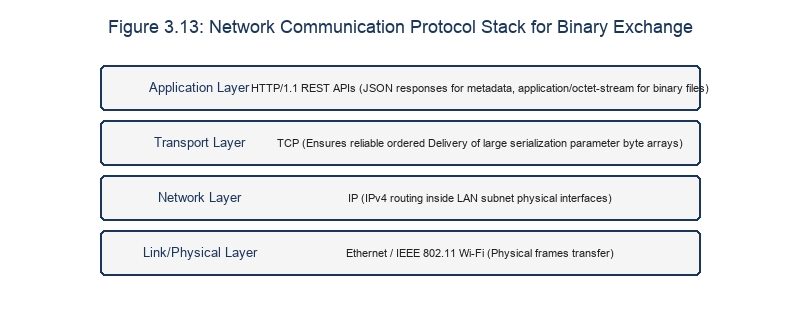 Figure 3.13: Network Communication Protocol Stack for Binary Exchange
Application Layer HTTP/1.1 REST APIs (JSON responses for metadata, application/octet-stream for binary files)
Transport Layer TCP (Ensures reliable ordered Delivery of large serialization parameter byte arrays)
Network Layer IP (IPv4 routing inside LAN subnet physical interfaces)
Link/Physical Layer Ethernet / IEEE 802.11 Wi-Fi (Physical frames transfer)